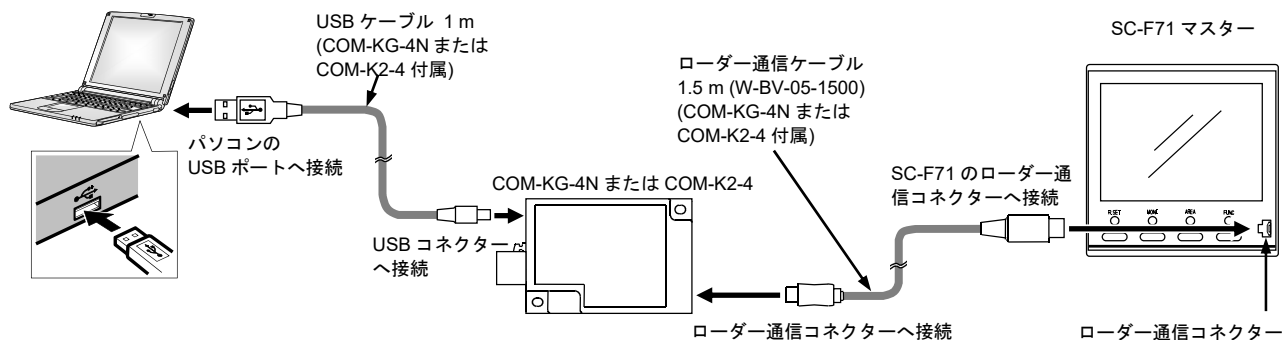 USB ケーブル 1 m
(COM-KG-4N または
COM-K2-4 付属)
パソコンの
USB ポートへ接続
COM-KG-4N または COM-K2-4
USB コネクター
へ接続
ローダー通信ケーブル
1.5 m (W-BV-05-1500)
(COM-KG-4N または
COM-K2-4 付属)
ローダー通信コネクターへ接続
SC-F71 マスター
SC-F71 のローダー通
信コネクターへ接続
MONI
AREA
FUNC
ローダー通信コネクター